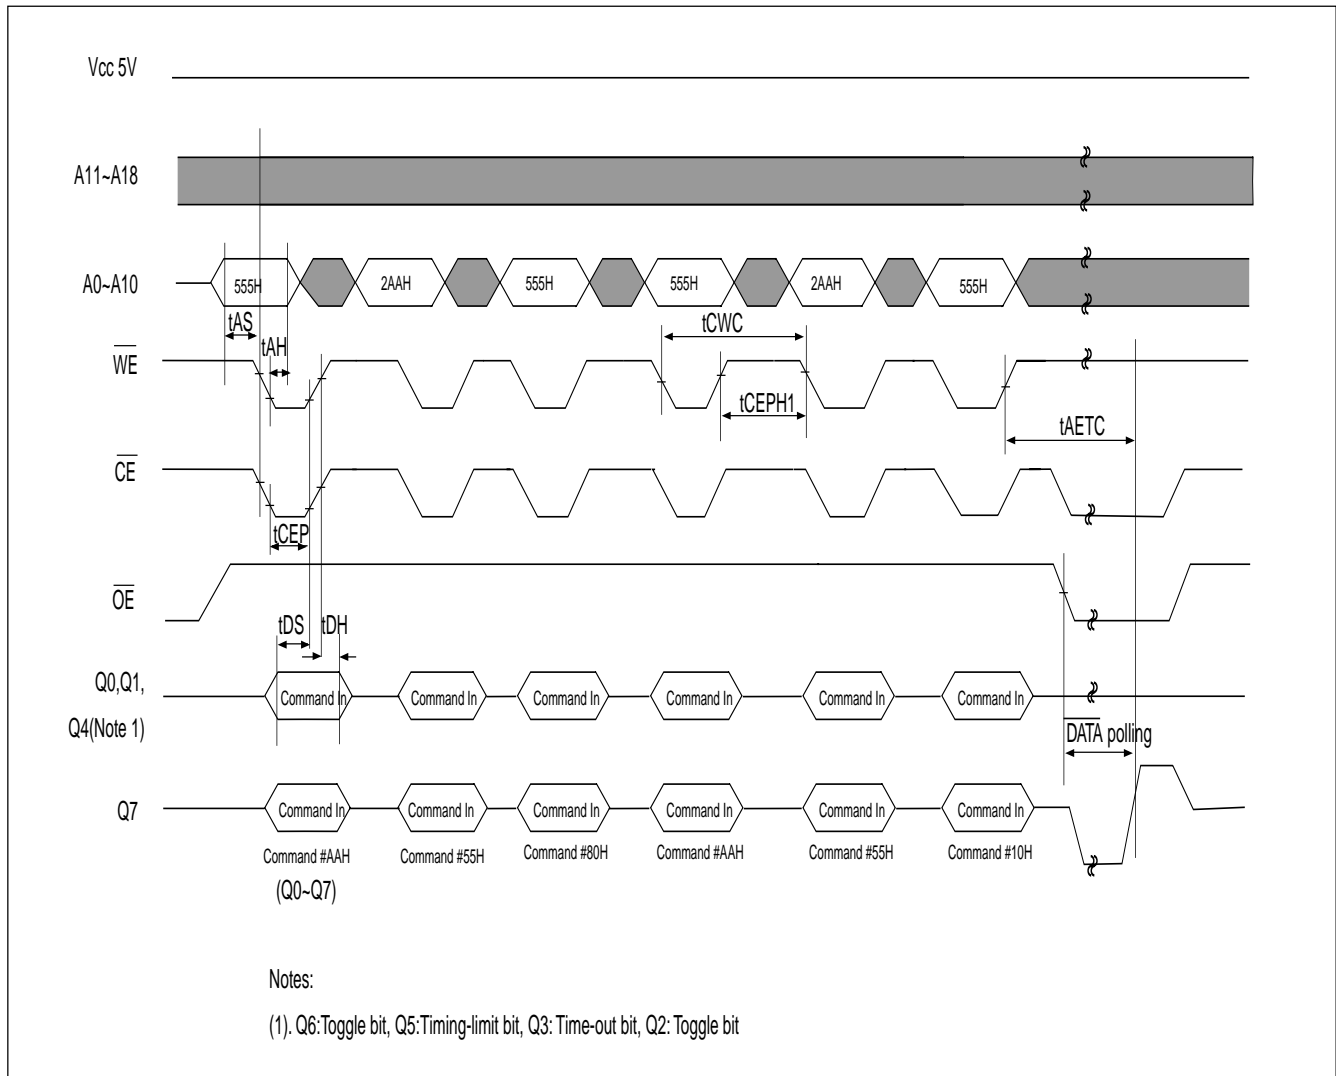 Vcc 5V
A11~A18
A0~A10
555H
2AAH
555H
555H
2AAH
555H
tAS
tCWC
tAH
WE
tCEPH1
tAETC
CE
tCEP
OE
tDS
tDH
Q0,Q1,
Q4(Note 1)
Command In
Command In
Command In
Command In
Command In
Command In
DATA polling
Q7
Command In
Command In
Command In
Command In
Command In
Command In
Command #AAH
Command #55H
Command #80H
Command #AAH
Command #55H
Command #10H
(Q0~Q7)
Notes:
(1). Q6:Toggle bit, Q5:Timing-limit bit, Q3: Time-out bit, Q2: Toggle bit